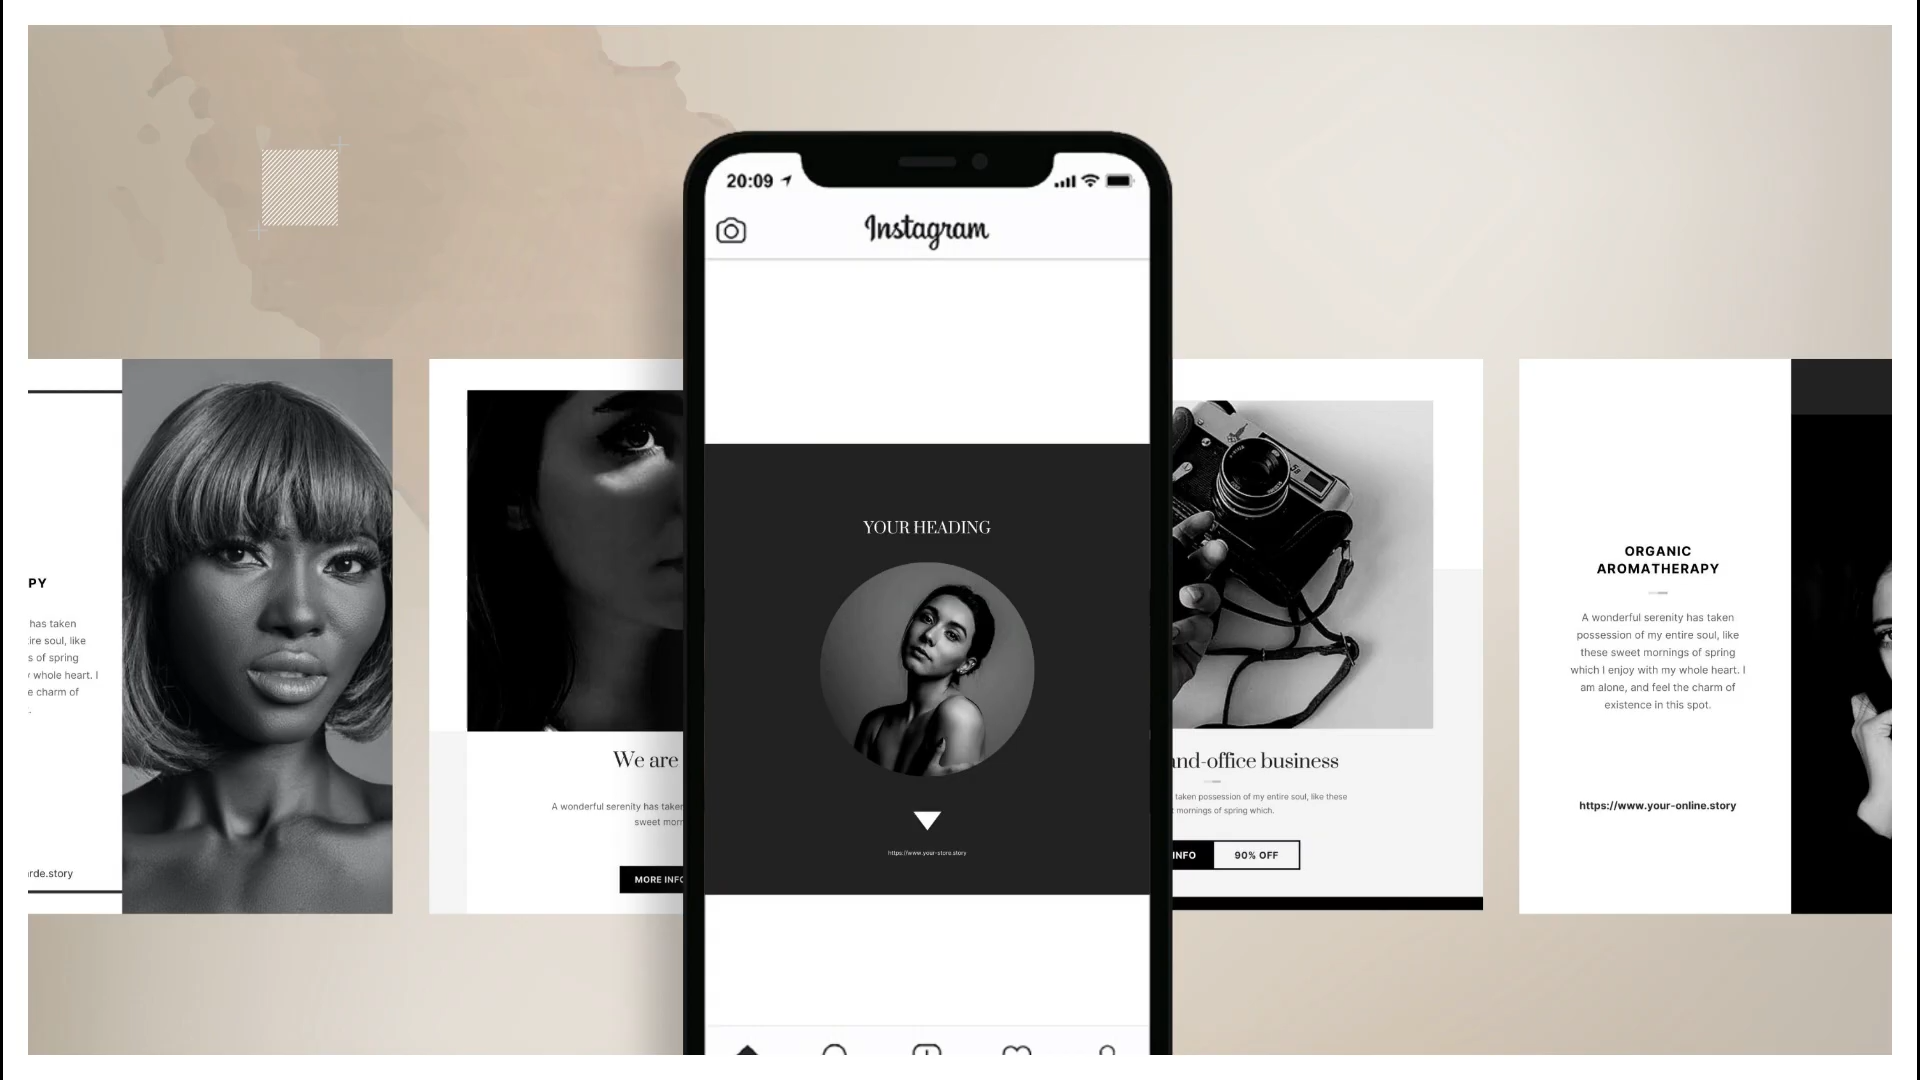 20:09
Instagram
YOUR HEADING
https://www.your-store.story
PY
has taken
ire soul, like
s of spring
whole heart. I
e charm of
.
rde.story
We are
A wonderful serenity has taken
sweet morn
MORE INFO
nd-office business
taken possession of my entire soul, like these
mornings of spring which.
INFO
90% OFF
ORGANIC
AROMATHERAPY
A wonderful serenity has taken
possession of my entire soul, like
these sweet mornings of spring
which I enjoy with my whole heart. I
am alone, and feel the charm of
existence in this spot.
https://www.your-online.story